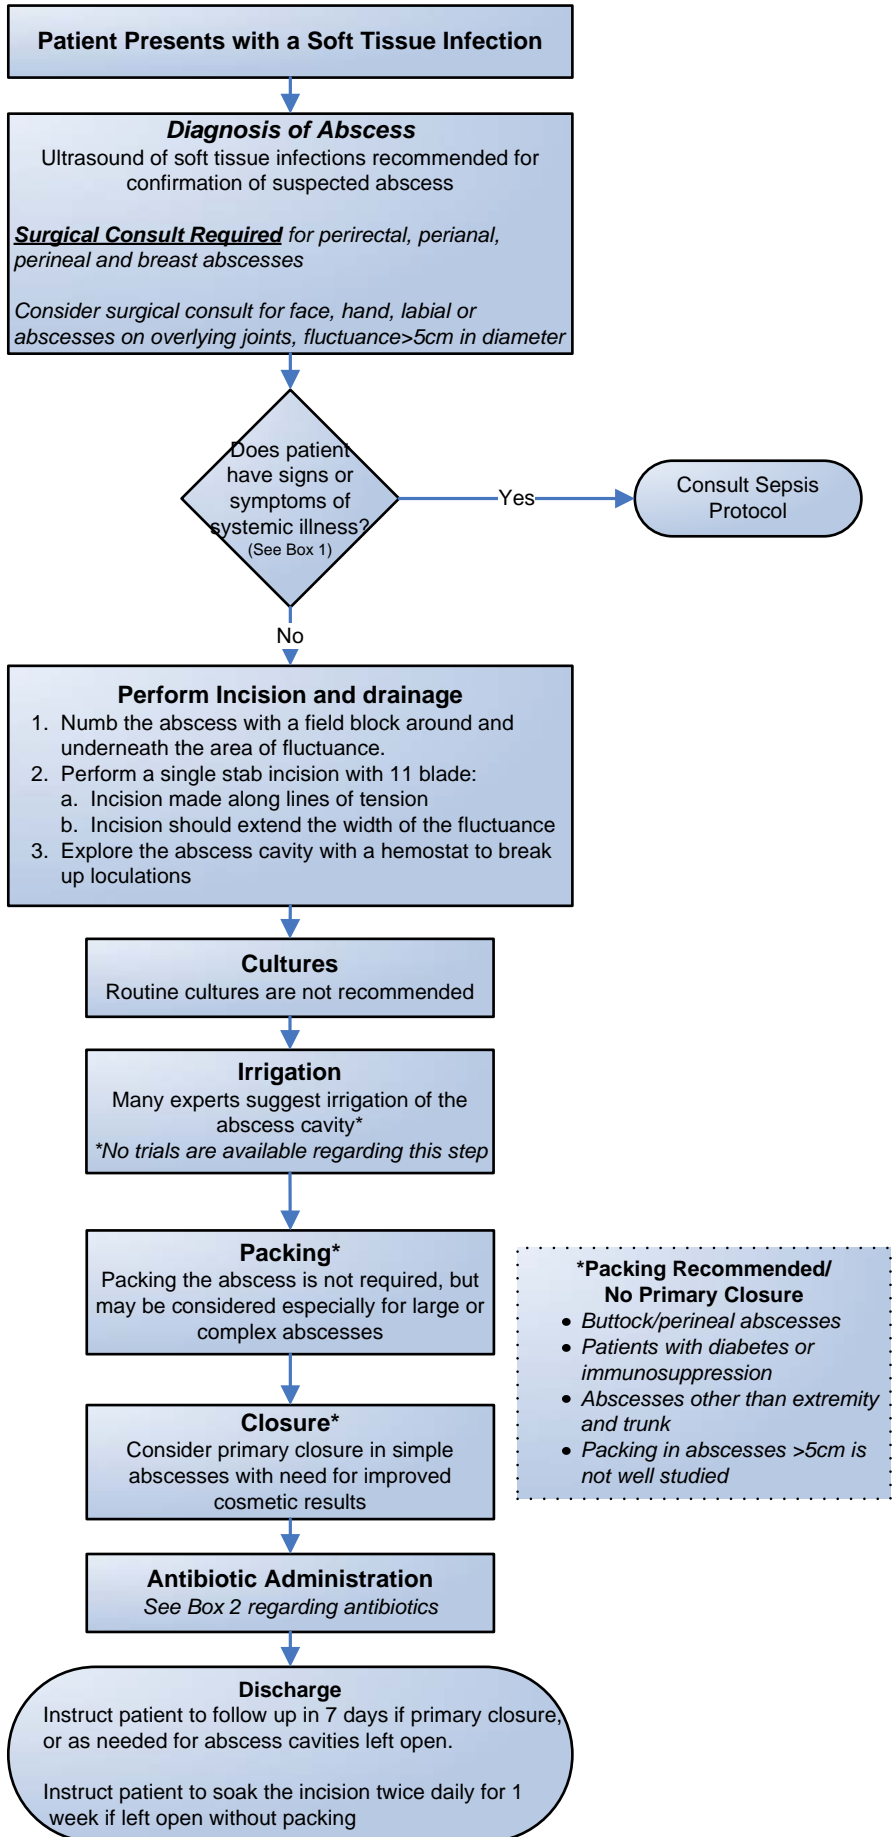 Patient Presents with a Soft Tissue Infection
Diagnosis of Abscess
Ultrasound of soft tissue infections recommended for
confirmation of suspected abscess
Surgical Consult Required for perirectal, perianal,
perineal and breast abscesses
Consider surgical consult for face, hand, labial or
abscesses on overlying joints, fluctuance>5cm in diameter
Does patient
have signs or
symptoms of
systemic illness?
(See Box 1)
Yes
Consult Sepsis
Protocol
No
Perform Incision and drainage
1. Numb the abscess with a field block around and
underneath the area of fluctuance.
2. Perform a single stab incision with 11 blade:
a. Incision made along lines of tension
b. Incision should extend the width of the fluctuance
3. Explore the abscess cavity with a hemostat to break
up loculations
Cultures
Routine cultures are not recommended
Irrigation
Many experts suggest irrigation of the
abscess cavity*
*No trials are available regarding this step
Packing*
Packing the abscess is not required, but
may be considered especially for large or
complex abscesses
*Packing Recommended/
No Primary Closure
• Buttock/perineal abscesses
• Patients with diabetes or
immunosuppression
• Abscesses other than extremity
and trunk
• Packing in abscesses >5cm is
not well studied
Closure*
Consider primary closure in simple
abscesses with need for improved
cosmetic results
Antibiotic Administration
See Box 2 regarding antibiotics
Discharge
Instruct patient to follow up in 7 days if primary closure,
or as needed for abscess cavities left open.
Instruct patient to soak the incision twice daily for 1
week if left open without packing